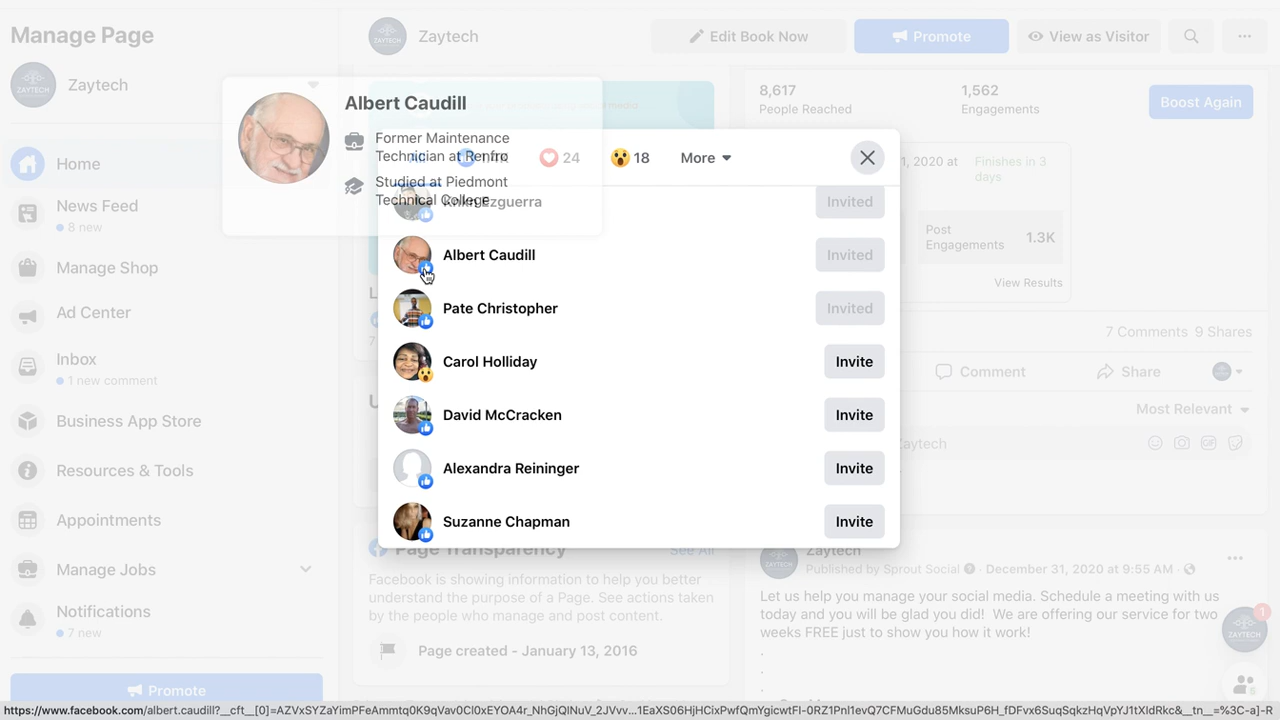 Manage Page
Zaytech
Edit Book Now
Promote
View as Visitor
Zaytech
Albert Caudill
Former Maintenance
Technician at Renfro
Studied at Piedmont
Technical College
8,617
People Reached
1,562
Engagements
Boost Again
24
18
More
Home
News Feed
8 new
Manage Shop
Ad Center
Inbox
1 new comment
Business App Store
Resources & Tools
Appointments
Manage Jobs
Notifications
7 new
Promote
Ezguerra
Invited
Albert Caudill
Invited
Pate Christopher
Invited
Carol Holliday
Invite
David McCracken
Invite
Alexandra Reininger
Invite
Suzanne Chapman
Invite
1, 2020 at
Finishes in 3
days
Post
Engagements
1.3K
View Results
7 Comments 9 Shares
Comment
Share
Most Relevant
Zaytech
Page Transparency
See All
Facebook is showing information to help you better
understand the purpose of a Page. See actions taken
by the people who manage and post content.
Page created - January 13, 2016
Zaytech
Published by Sprout Social · December 31, 2020 at 9:55 AM ·
Let us help you manage your social media. Schedule a meeting with us
today and you will be glad you did! We are offering our service for two
weeks FREE just to show you how it work!
.
.
ZAYTECH
1
6